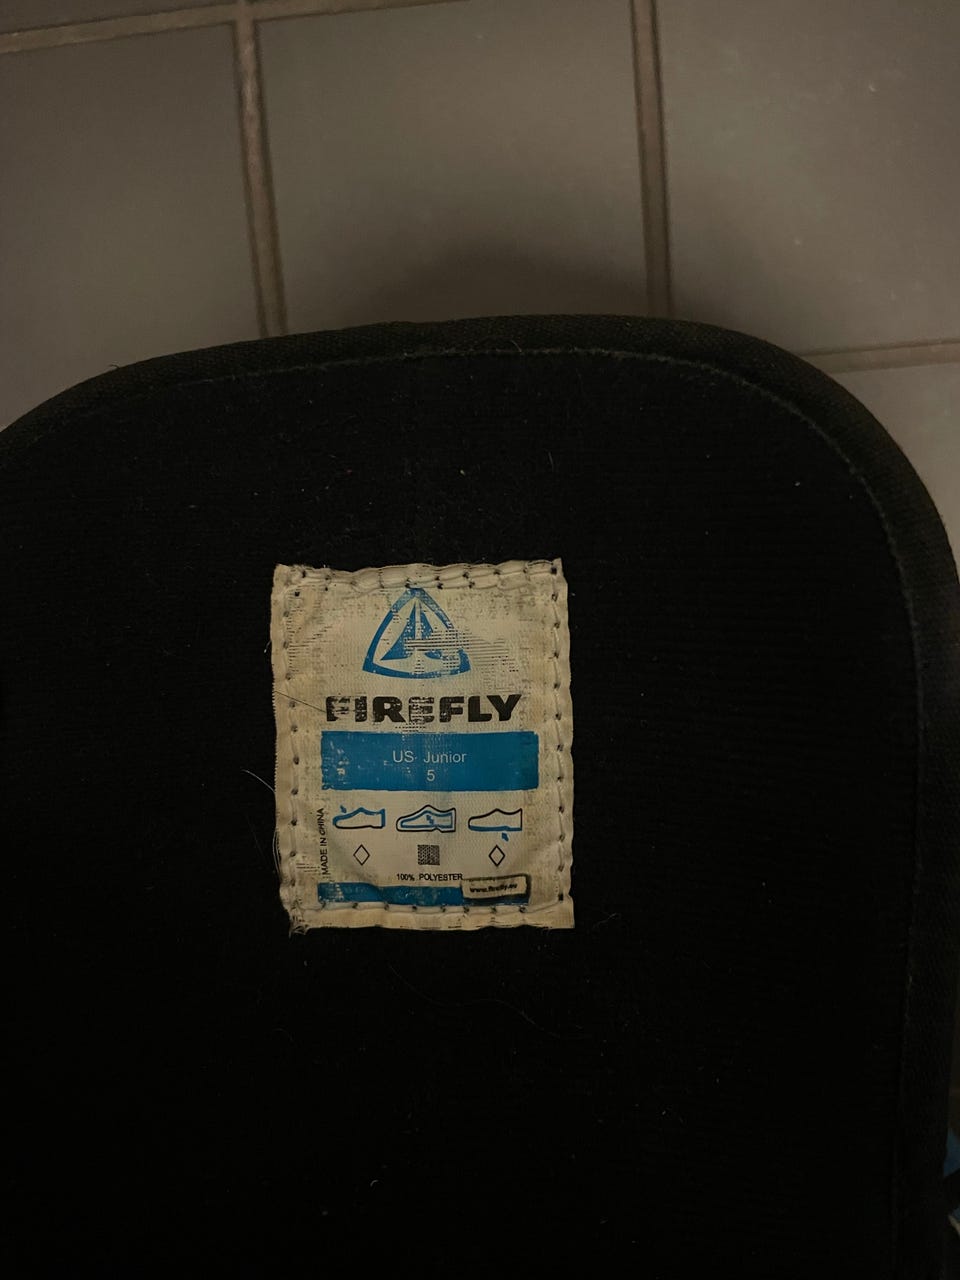 FIREFLY
US Junior
5
MADE IN CHINA
100% POLYESTER
www.firefly.eu